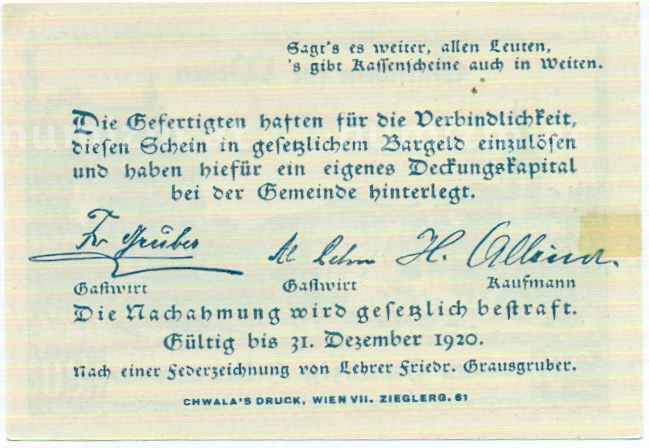 Sagt's es weiter, allen Leuten,
's gibt Kassenscheine auch in Weiten.
Die Gefertigten haften für die Verbindlichkeit,
diesen Schein in gesetzlichem Bargeld einzulösen
und haben hiefür ein eigenes Deckungskapital
bei der Gemeinde hinterlegt.
Fr Gruber
Gastwirt Gastwirt Kaufmann
Die Nachahmung wird gesetzlich bestraft.
Gültig bis 31. Dezember 1920.
Nach einer Federzeichnung von Lehrer Friedr. Grausgruber.
CHWALA'S DRUCK, WIEN VII. ZIEGLERG. 61